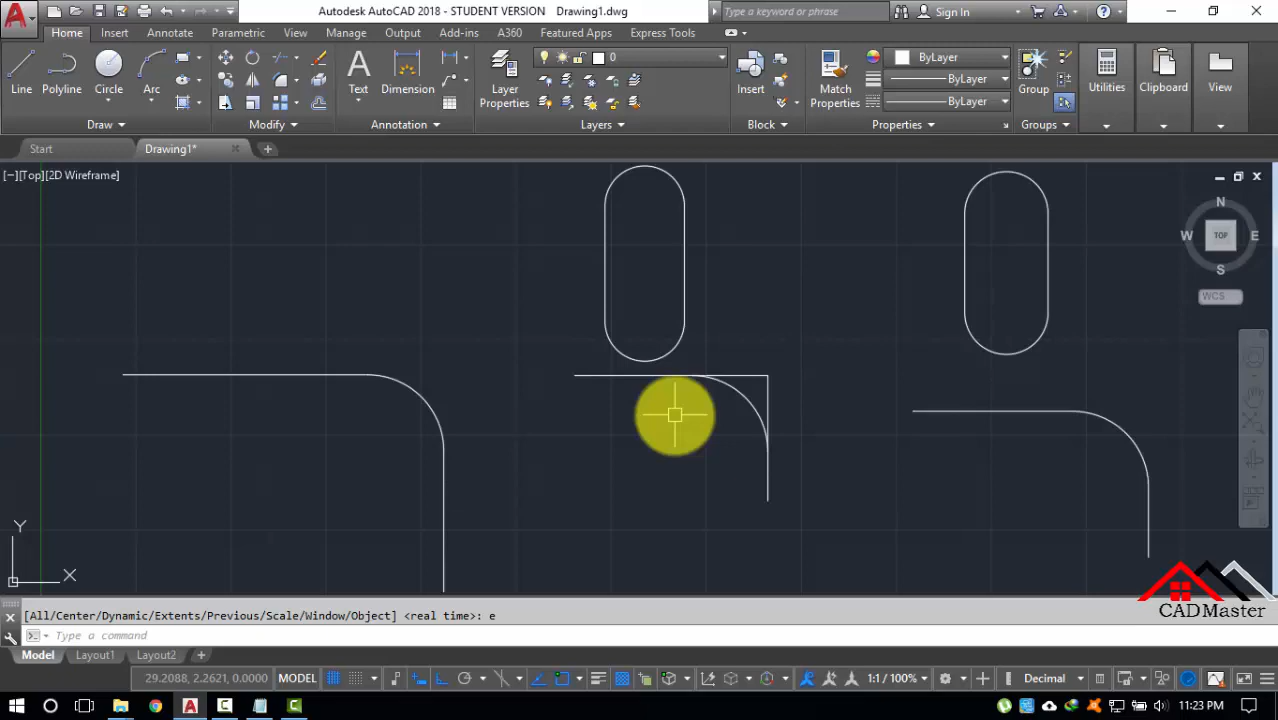 Autodesk AutoCAD 2018 - STUDENT VERSION Drawing1.dwg
Type a keyword or phrase
Sign In
Home Insert Annotate Parametric View Manage Output Add-ins A360 Featured Apps Express Tools
Line Polyline Circle Arc Text Dimension Layer Properties 0 Insert Match Properties ByLayer Group Utilities Clipboard View
ByLayer
ByLayer
Draw Modify Annotation Layers Block Properties Groups
Start Drawing1*
[−][Top][2D Wireframe]
N
W TOP E
S
WCS
Y
X
[All/Center/Dynamic/Extents/Previous/Scale/Window/Object] <real time>: e
Type a command
CADMaster
Model Layout1 Layout2
29.2088, 2.2621, 0.0000 MODEL 1:1 / 100% Decimal
11:23 PM